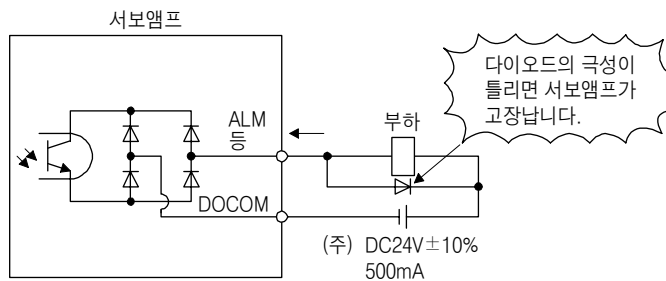 서보앰프
다이오드의 극성이
틀리면 서보앰프가
고장납니다.
ALM
등
부하
DOCOM
(주) DC24V±10%
500mA